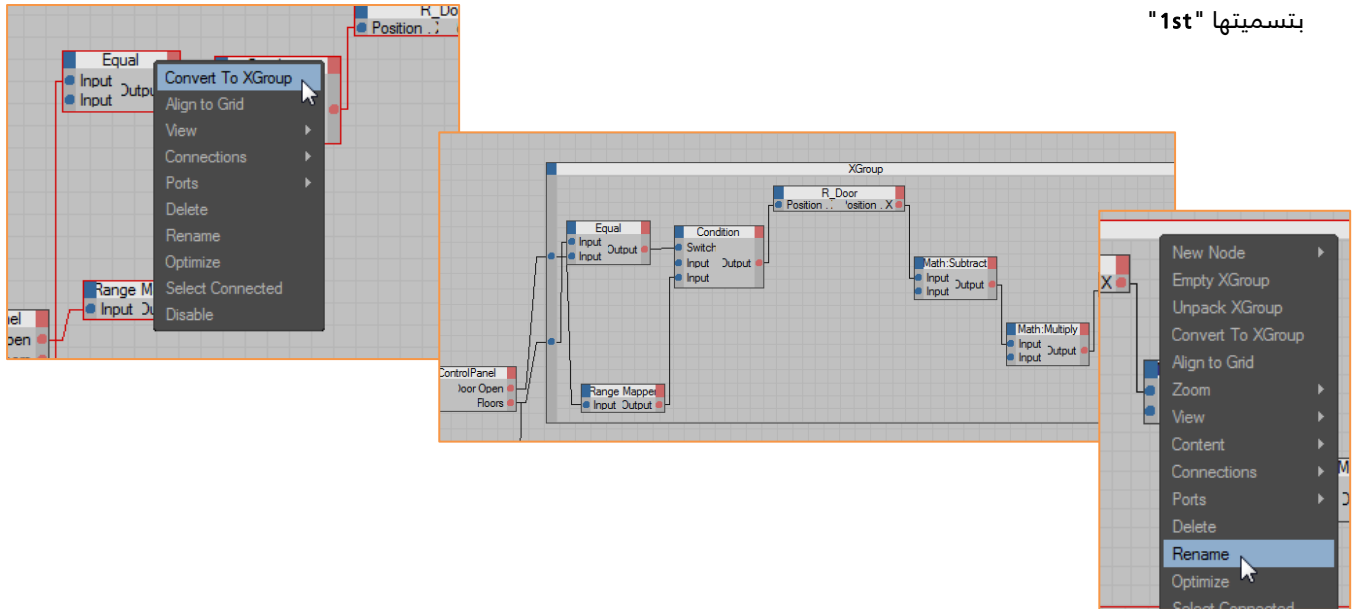 بتسميتها "1st"
R_Do
Position . X
Equal
Input
Input
Convert To XGroup
Align to Grid
View
Connections
Ports
Delete
Rename
Optimize
Select Connected
Disable
Range M
Input
XGroup
R_Door
Position . . Position . X
Equal
Input
Input
Output
Condition
Switch
Input
Input
Output
Math:Subtract
Input
Input
Output
Math:Multiply
Input
Input
Output
ControlPanel
Door Open
Floors
Range Mapper
Input Output
X
New Node
Empty XGroup
Unpack XGroup
Convert To XGroup
Align to Grid
Zoom
View
Content
Connections
Ports
Delete
Rename
Optimize
Select Connected